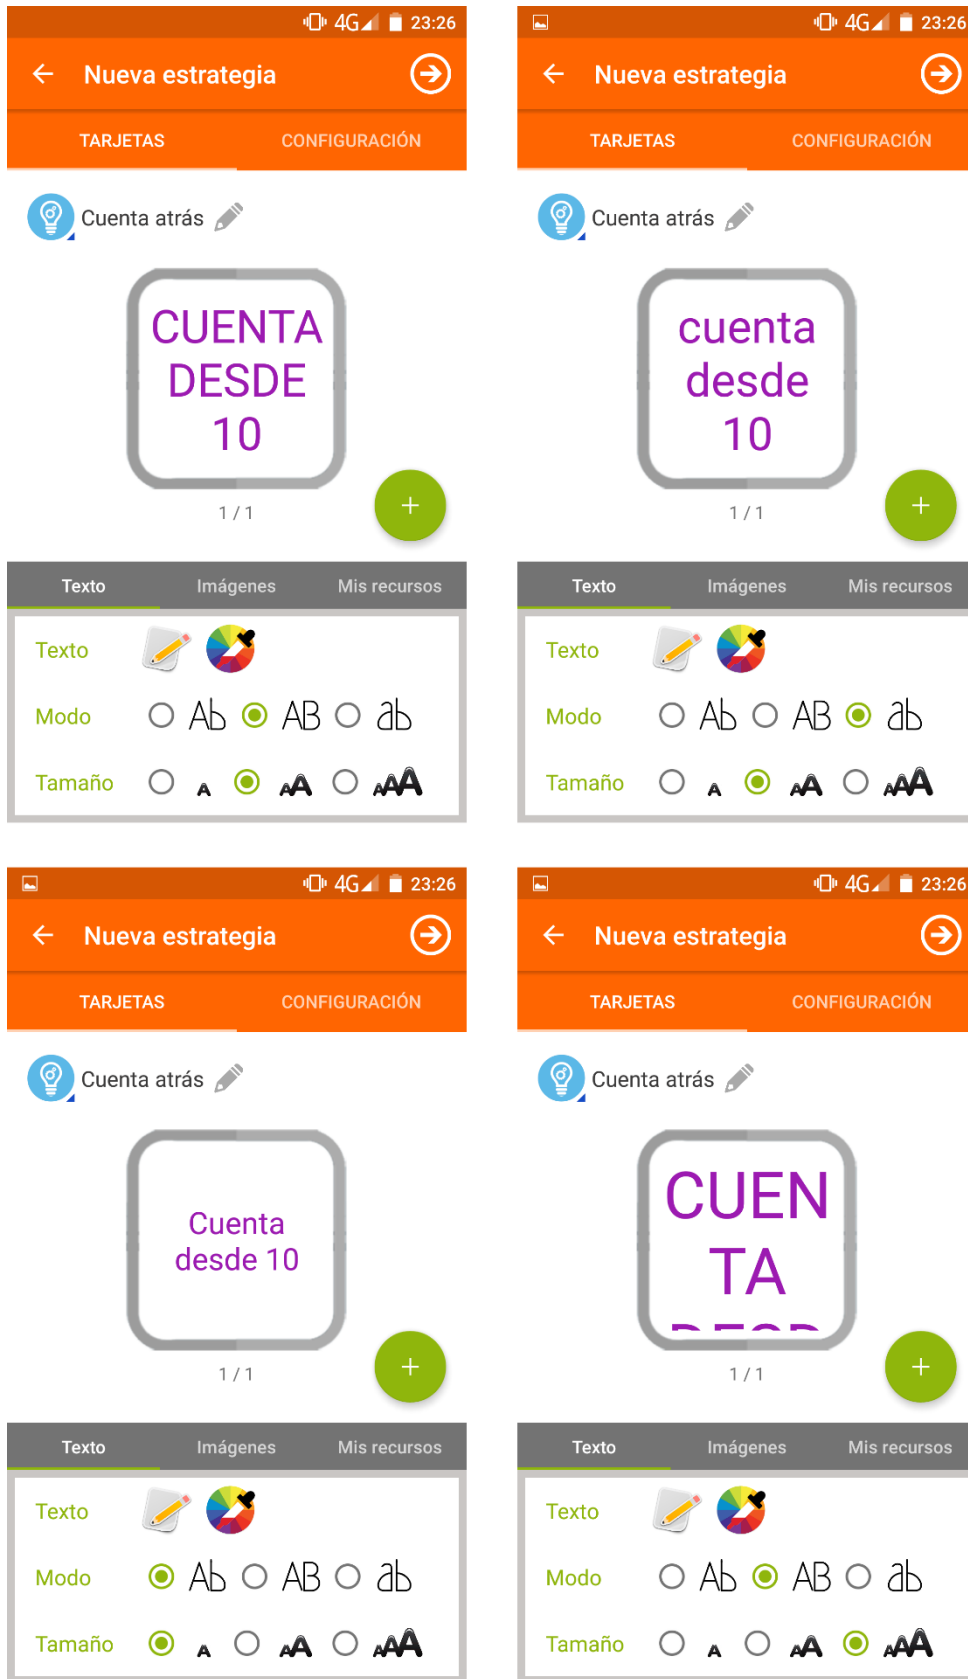 4G 23:26
Nueva estrategia
TARJETAS CONFIGURACIÓN
Cuenta atrás
CUENTA
DESDE
10
1 / 1
Texto Imágenes Mis recursos
Texto
Modo Ab AB ab
Tamaño A AA AAA
4G 23:26
Nueva estrategia
TARJETAS CONFIGURACIÓN
Cuenta atrás
cuenta
desde
10
1 / 1
Texto Imágenes Mis recursos
Texto
Modo Ab AB ab
Tamaño A AA AAA
4G 23:26
Nueva estrategia
TARJETAS CONFIGURACIÓN
Cuenta atrás
Cuenta
desde 10
1 / 1
Texto Imágenes Mis recursos
Texto
Modo Ab AB ab
Tamaño A AA AAA
4G 23:26
Nueva estrategia
TARJETAS CONFIGURACIÓN
Cuenta atrás
CUEN
TA
DESD
1 / 1
Texto Imágenes Mis recursos
Texto
Modo Ab AB ab
Tamaño A AA AAA